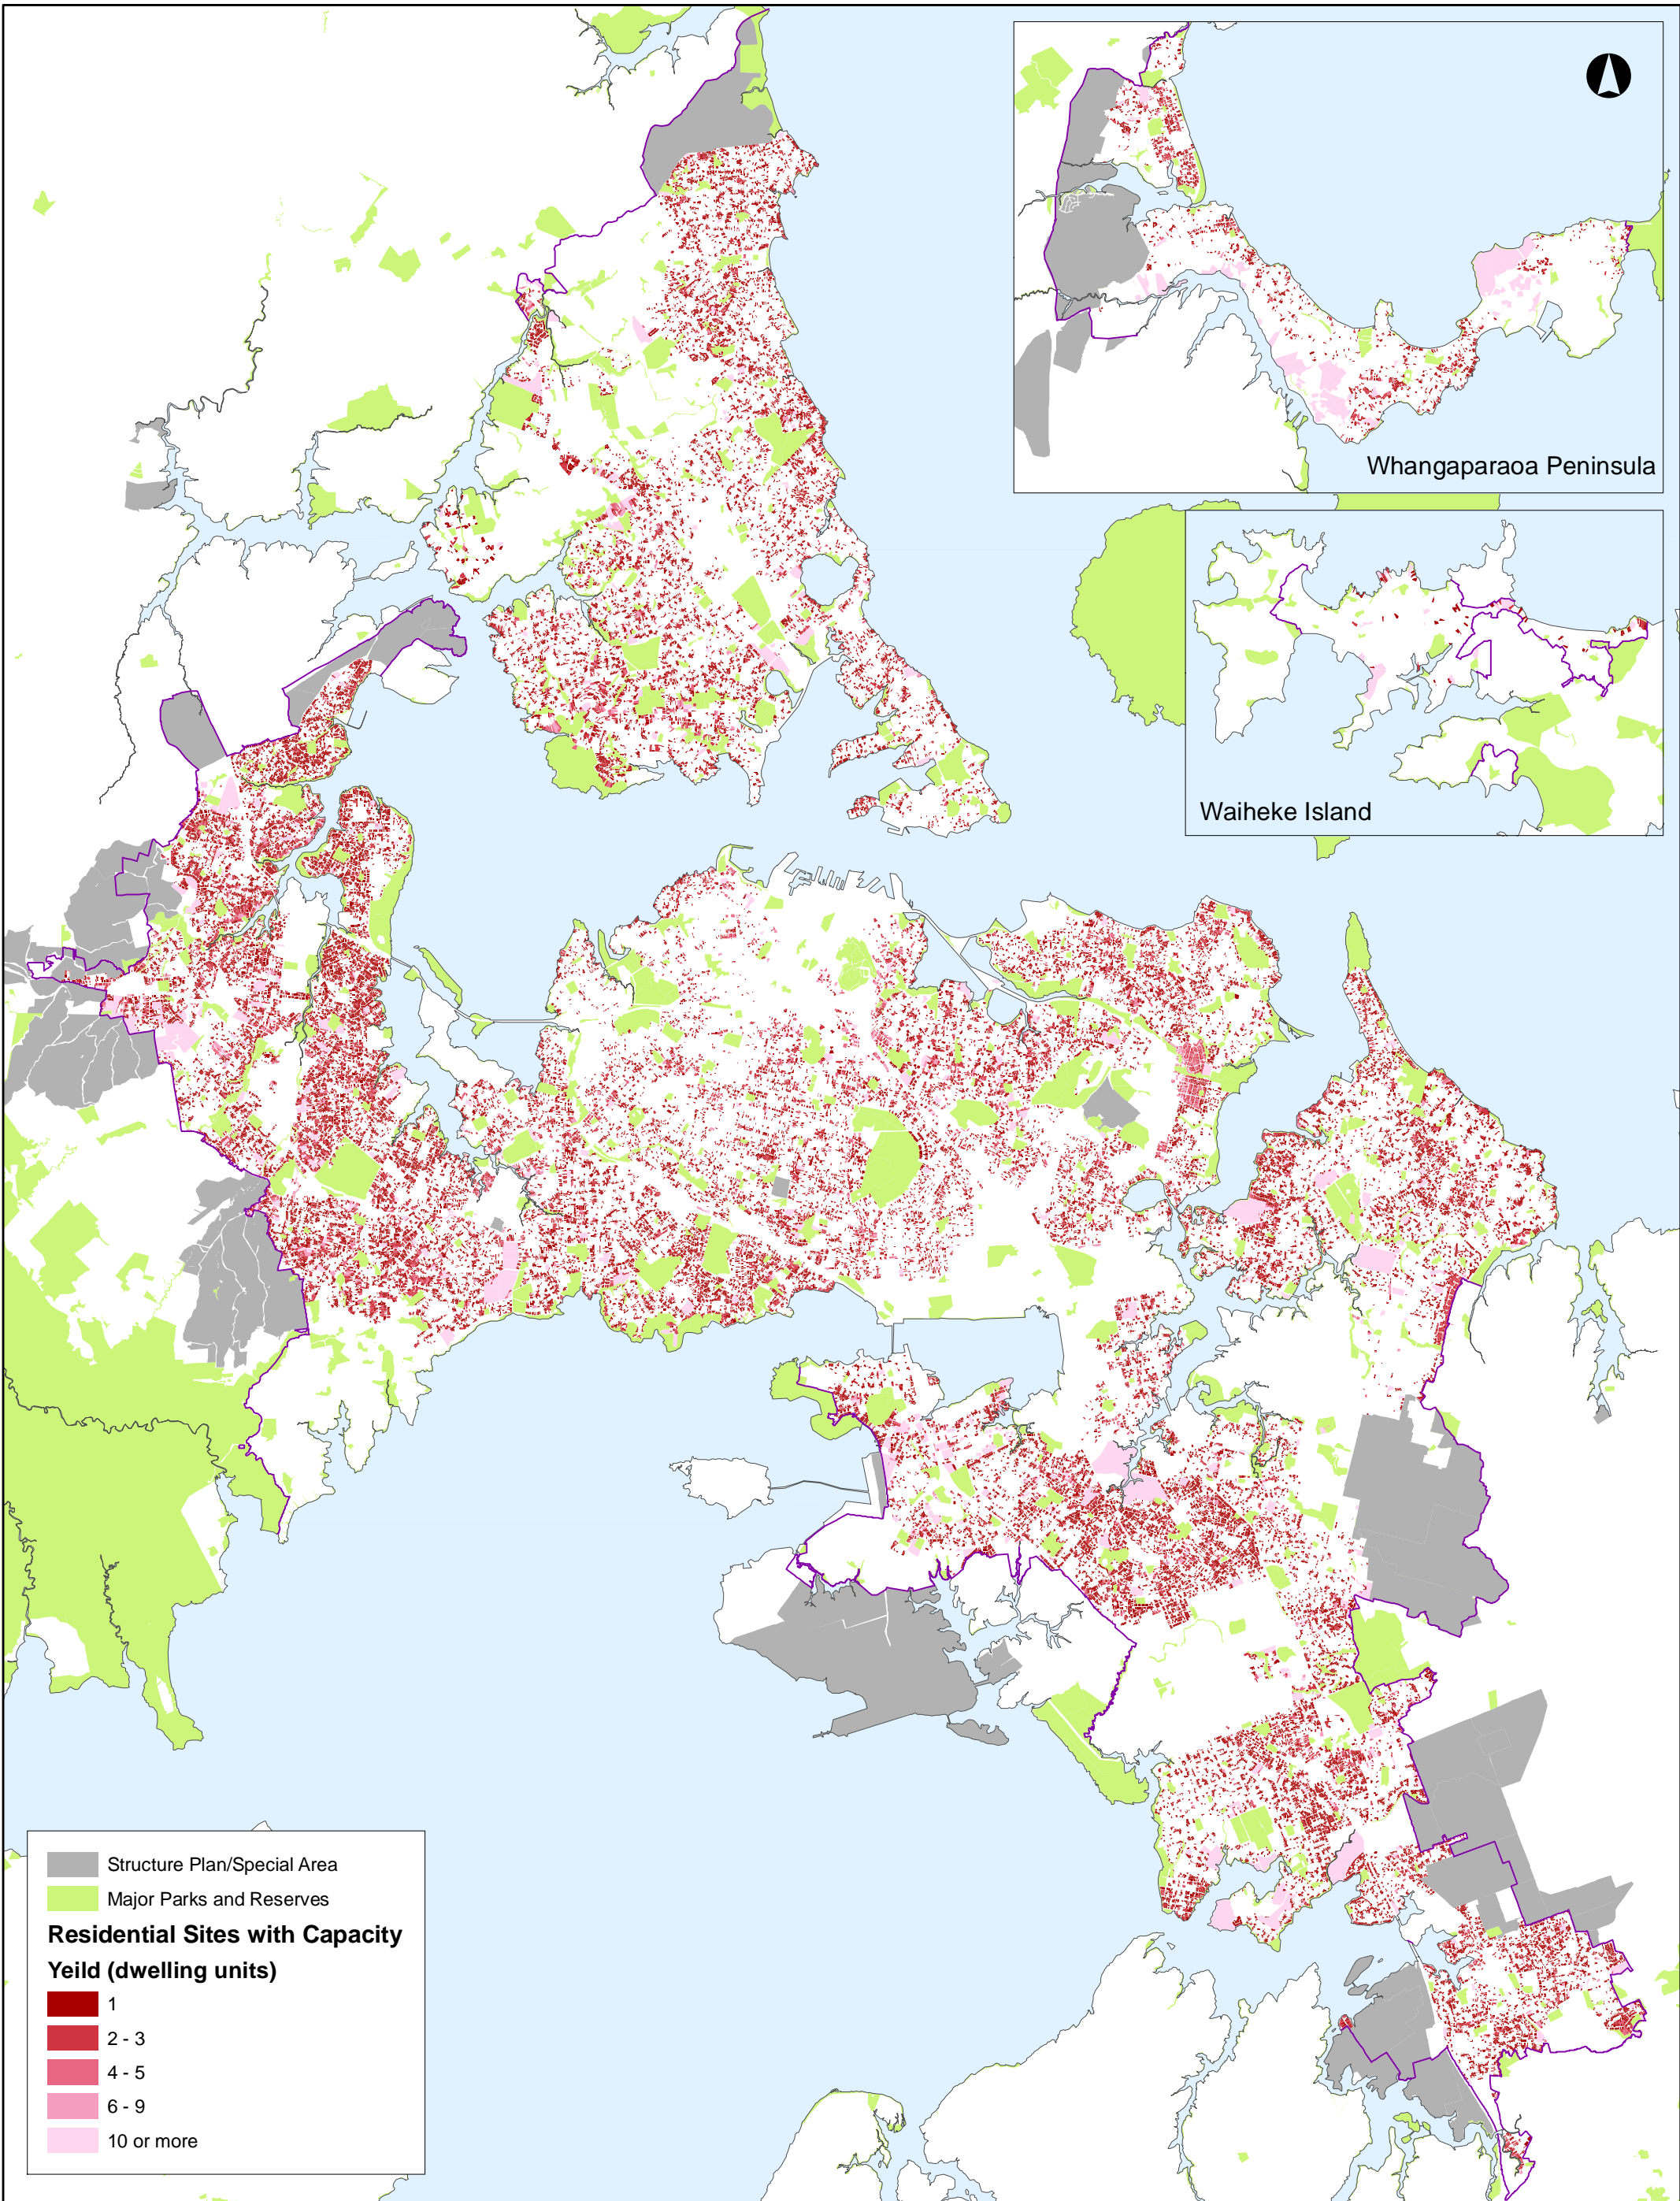 Whangaparaoa Peninsula
Waiheke Island
Structure Plan/Special Area
Major Parks and Reserves
Residential Sites with Capacity
Yeild (dwelling units)
1
2 - 3
4 - 5
6 - 9
10 or more